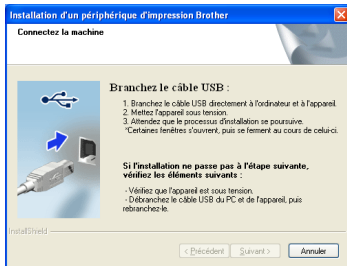 Installation d'un périphérique d'impression Brother
Connectez la machine
Branchez le câble USB :
1. Branchez le câble USB directement à l'ordinateur et à l'appareil.
2. Mettez l'appareil sous tension.
3. Attendez que le processus d'installation se poursuive.
*Certaines fenêtres s'ouvrent, puis se ferment au cours de celui-ci.
Si l'installation ne passe pas à l'étape suivante,
vérifiez les éléments suivants :
- Vérifiez que l'appareil est sous tension.
- Débranchez le câble USB du PC et de l'appareil, puis
rebranchez-le.
InstallShield
< Précédent Suivant > Annuler